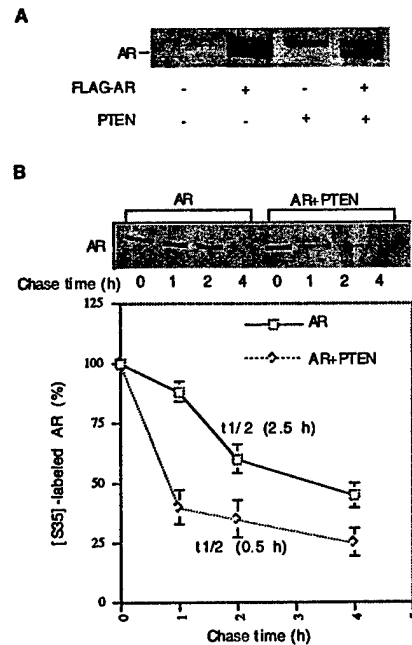 A
AR
FLAG-AR - + - +
PTEN - - + +
B
AR AR+PTEN
AR
Chase time (h) 0 1 2 4 0 1 2 4
125
100
75
50
25
0
[S35]-labeled AR (%)
AR
AR+PTEN
t1/2 (2.5 h)
t1/2 (0.5 h)
0 1 2 3 4
Chase time (h)